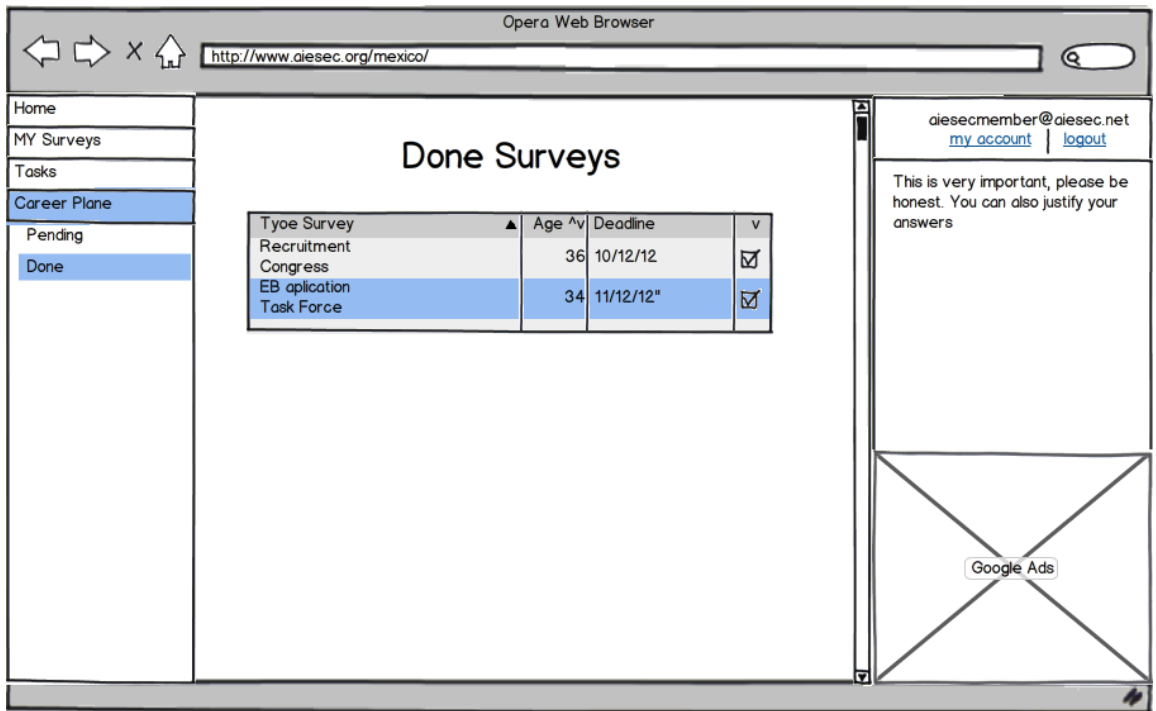 Opera Web Browser
http://www.aiesec.org/mexico/
Home
MY Surveys
Tasks
Career Plane
Pending
Done
Done Surveys
Tyoe Survey ▲ Age ^v Deadline v
Recruitment
Congress
36 10/12/12
EB aplication
Task Force
34 11/12/12"
aiesecmember@aiesec.net
my account | logout
This is very important, please be
honest. You can also justify your
answers
Google Ads